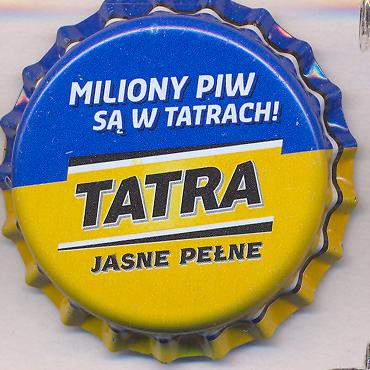 MILIONY PIW
SĄ W TATRACH!
TATRA
JASNE PEŁNE